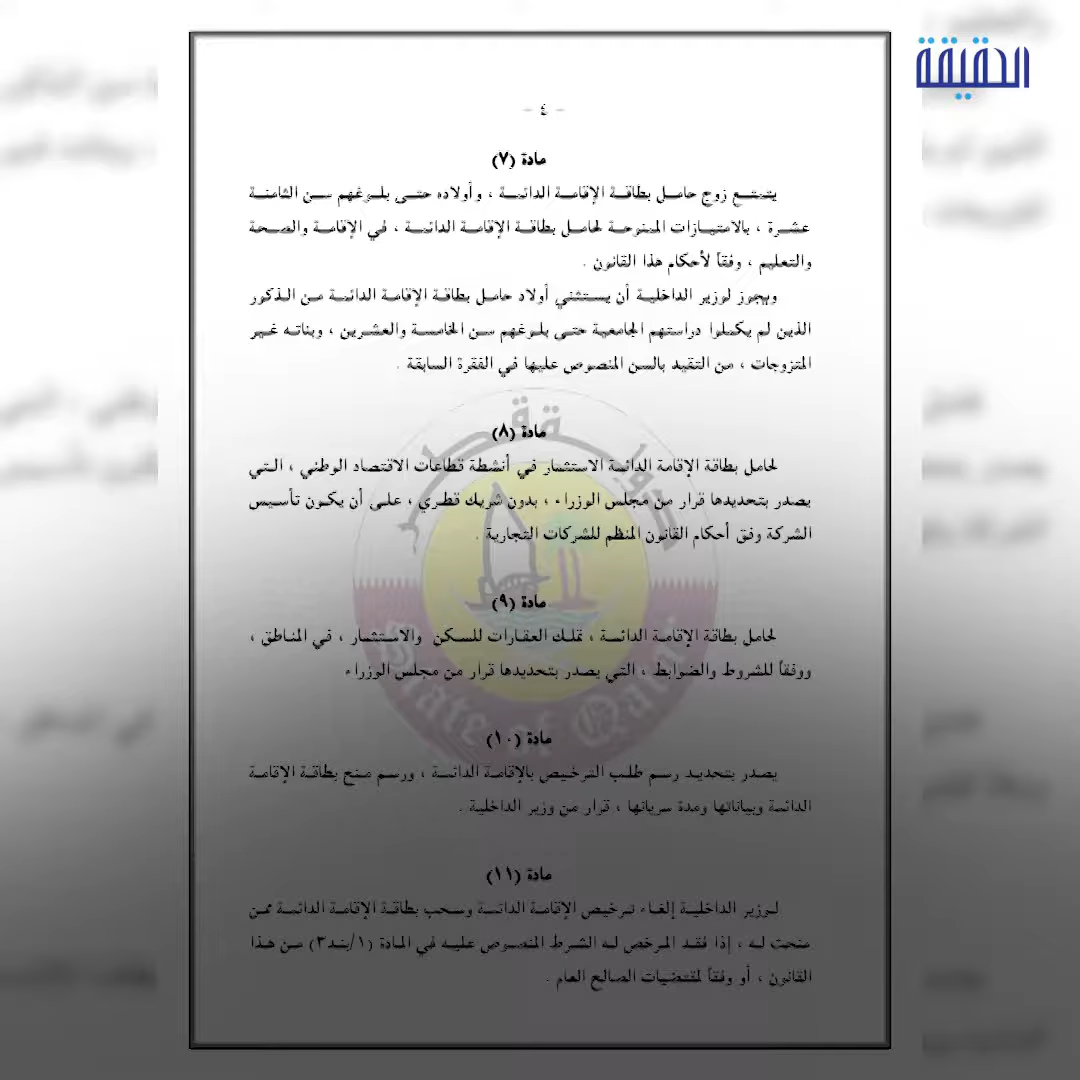 الحقيقة
- ٤ -
مادة (٧)
يتمتع زوج حامل بطاقة الإقامة الدائمة ، وأولاده حتى بلوغهم سن الثامنة
عشرة ، بالامتيازات الممنوحة لحامل بطاقة الإقامة الدائمة ، في الإقامة والصحة
والتعليم ، وفقاً لأحكام هذا القانون .
ويجوز لوزير الداخلية أن يستثني أولاد حامل بطاقة الإقامة الدائمة من الذكور
الذين لم يكملوا دراستهم الجامعية حتى بلوغهم سن الخامسة والعشرين ، وبناته غير
المتزوجات ، من التقيد بالسن المنصوص عليها في الفقرة السابقة .
مادة (٨)
لحامل بطاقة الإقامة الدائمة الاستثمار في أنشطة قطاعات الاقتصاد الوطني ، التي
يصدر بتحديدها قرار من مجلس الوزراء ، بدون شريك قطري ، على أن يكون تأسيس
الشركة وفق أحكام القانون المنظم للشركات التجارية .
مادة (٩)
لحامل بطاقة الإقامة الدائمة ، تملك العقارات للسكن والاستثمار ، في المناطق ،
ووفقاً للشروط والضوابط ، التي يصدر بتحديدها قرار من مجلس الوزراء
مادة (١٠)
يصدر بتحديد رسم طلب الترخيص بالإقامة الدائمة ، ورسم منح بطاقة الإقامة
الدائمة وبياناتها ومدة سريانها ، قرار من وزير الداخلية .
مادة (١١)
لوزير الداخلية إلغاء ترخيص الإقامة الدائمة وسحب بطاقة الإقامة الدائمة ممن
منحت له ، إذا فقد المرخص له الشرط المنصوص عليه في المادة (١/بند٣) من هذا
القانون ، أو وفقاً لمقتضيات الصالح العام .
دولة قطر
State of Qatar